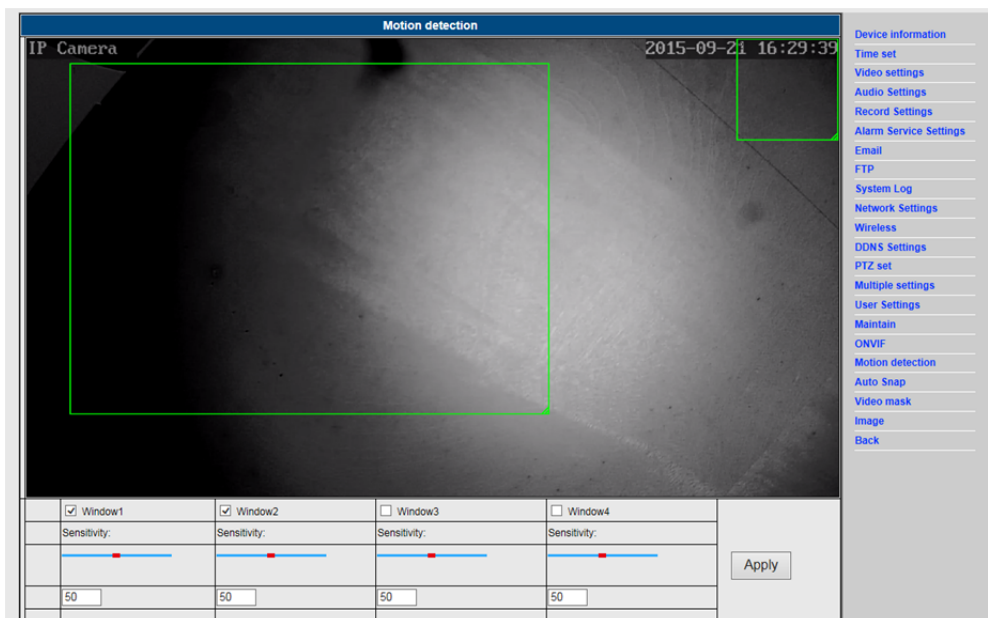 Motion detection
IP Camera 2015-09-21 16:29:39
Device information
Time set
Video settings
Audio Settings
Record Settings
Alarm Service Settings
Email
FTP
System Log
Network Settings
Wireless
DDNS Settings
PTZ set
Multiple settings
User Settings
Maintain
ONVIF
Motion detection
Auto Snap
Video mask
Image
Back
Window1 Window2 Window3 Window4
Sensitivity: Sensitivity: Sensitivity: Sensitivity:
Apply
50 50 50 50